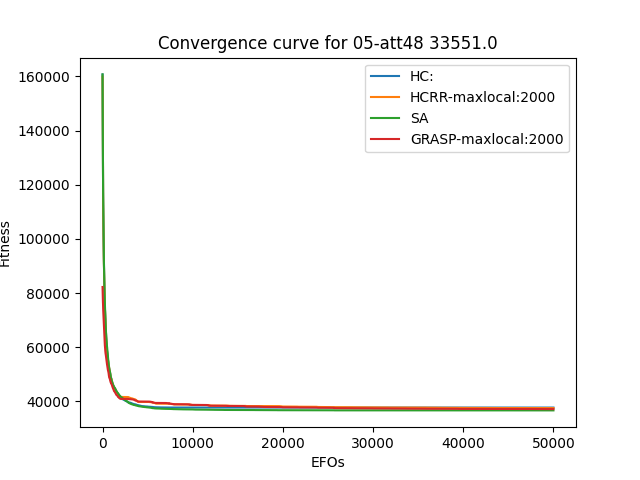 Convergence curve for 05-att48 33551.0
HC:
HCRR-maxlocal:2000
SA
GRASP-maxlocal:2000
160000
140000
120000
100000
80000
60000
40000
Fitness
0 10000 20000 30000 40000 50000
EFOs